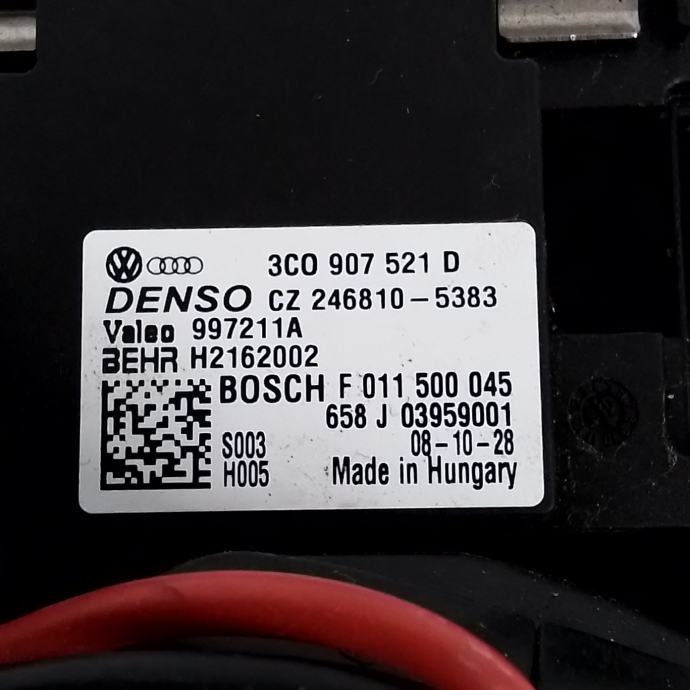 3C0 907 521 D
DENSO CZ 246810-5383
Valeo 997211A
BEHR H2162002
BOSCH F 011 500 045
658 J 03959001
S003 08-10-28
H005 Made in Hungary